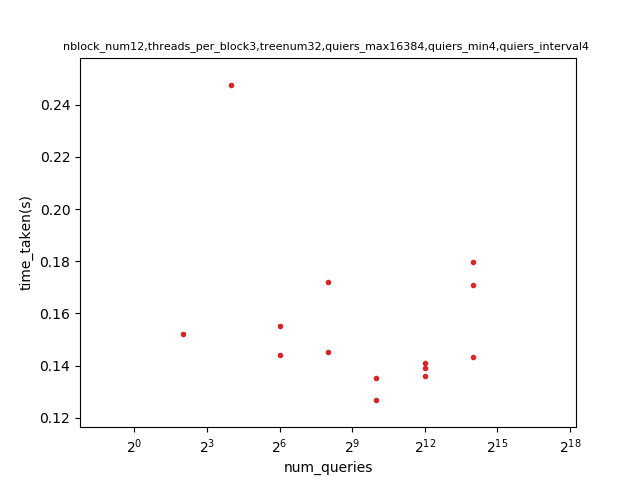 nblock_num12,threads_per_block3,treenum32,quiers_max16384,quiers_min4,quiers_interval4
0.24
0.22
0.20
0.18
0.16
0.14
0.12
time_taken(s)
2^0 2^3 2^6 2^9 2^12 2^15 2^18
num_queries